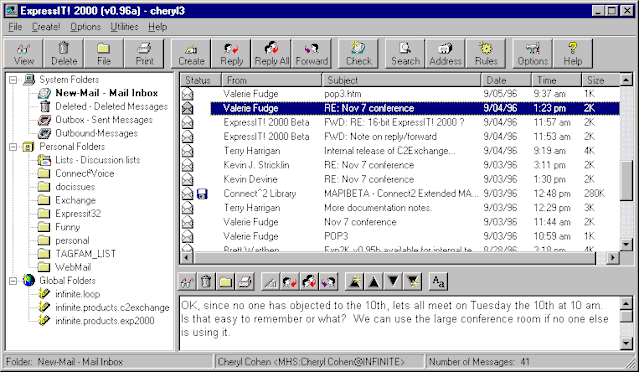 ExpressIT! 2000 (v0.96a) - cheryl3
File Create! Options Utilities Help
View Delete File Print Create Reply Reply All Forward Check Search Address Rules Options Help
System Folders
New-Mail - Mail Inbox
Deleted - Deleted Messages
Outbox - Sent Messages
Outbound-Messages
Personal Folders
Lists - Discussion lists
Connect^Voice
docissues
Exchange
Expressit32
Funny
personal
TAGFAM_LIST
WebMail
Global Folders
infinite.loop
infinite.products.c2exchange
infinite.products.exp2000
Status From Subject Date Time Size
Valerie Fudge pop3.htm 9/05/96 9:37 am 1K
Valerie Fudge RE: Nov 7 conference 9/04/96 1:23 pm 2K
ExpressIT! 2000 Beta FWD: RE: 16-bit ExpressIT 2000 ? 9/04/96 11:57 am 2K
ExpressIT! 2000 Beta FWD: Note on reply/forward 9/04/96 11:53 am 2K
Terry Harrigan Internal release of C2Exchange... 9/04/96 9:19 am 4K
Kevin J. Stricklin RE: Nov 7 conference 9/03/96 3:11 pm 2K
Kevin Devine RE: Nov 7 conference 9/03/96 1:30 pm 2K
Connect^2 Library MAPIBETA - Connect2 Extended MA... 9/03/96 12:48 pm 280K
Terry Harrigan More documentation notes. 9/03/96 12:29 pm 3K
Valerie Fudge Nov 7 conference 9/03/96 11:44 am 2K
Valerie Fudge POP3 9/03/96 10:59 am 1K
Brett Warthen Exp2K v0.95b available for internal te... 8/28/96 2:18 pm 4K
Aa
OK, since no one has objected to the 10th, lets all meet on Tuesday the 10th at 10 am.
Is that easy to remember or what? We can use the large conference room if no one else
is using it.
Folder: New-Mail - Mail Inbox Cheryl Cohen <MHS:Cheryl Cohen@INFINITE> Number of Messages: 41